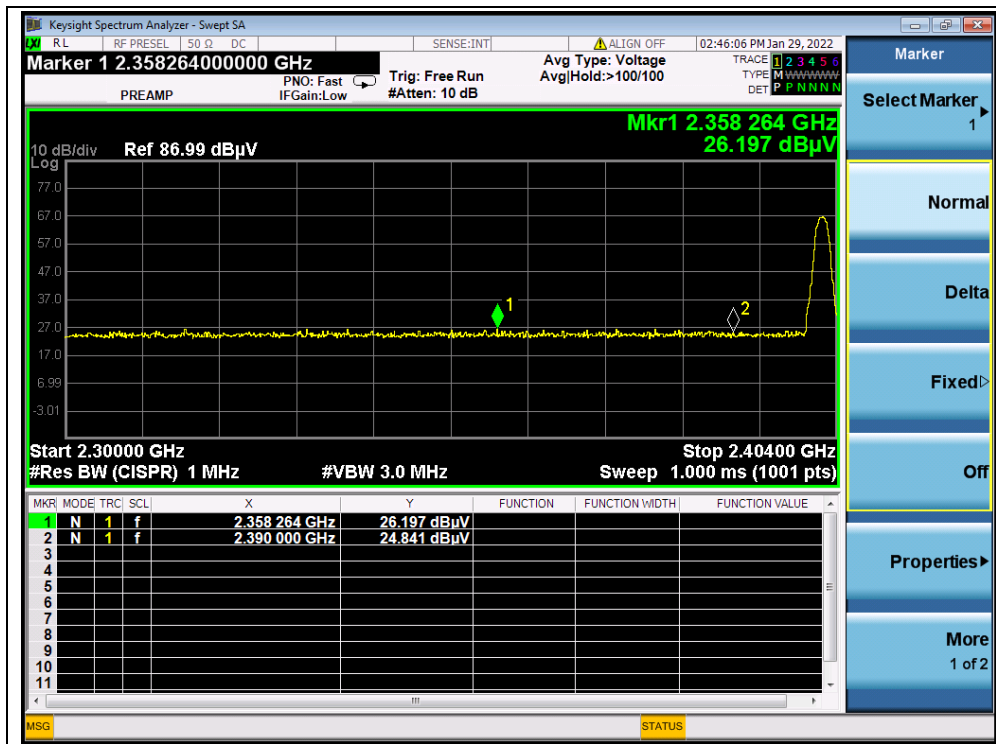 Keysight Spectrum Analyzer - Swept SA
LXI RL RF PRESEL 50 Ω DC SENSE:INT ALIGN OFF 02:46:06 PM Jan 29, 2022
Marker 1 2.358264000000 GHz
PREAMP
PNO: Fast
IFGain:Low
Trig: Free Run
#Atten: 10 dB
Avg Type: Voltage
Avg|Hold:>100/100
TRACE 1 2 3 4 5 6
TYPE M WWWWW
DET P P N N N N
Mkr1 2.358 264 GHz
26.197 dBµV
10 dB/div Ref 86.99 dBµV
Log
77.0
67.0
57.0
47.0
37.0
27.0
17.0
6.99
-3.01
1
2
Start 2.30000 GHz Stop 2.40400 GHz
#Res BW (CISPR) 1 MHz #VBW 3.0 MHz Sweep 1.000 ms (1001 pts)
MKR MODE TRC SCL X Y FUNCTION FUNCTION WIDTH FUNCTION VALUE
1 N 1 f 2.358 264 GHz 26.197 dBµV
2 N 1 f 2.390 000 GHz 24.841 dBµV
3
4
5
6
7
8
9
10
11
MSG STATUS
Marker
Select Marker
1
Normal
Delta
Fixed
Off
Properties
More
1 of 2